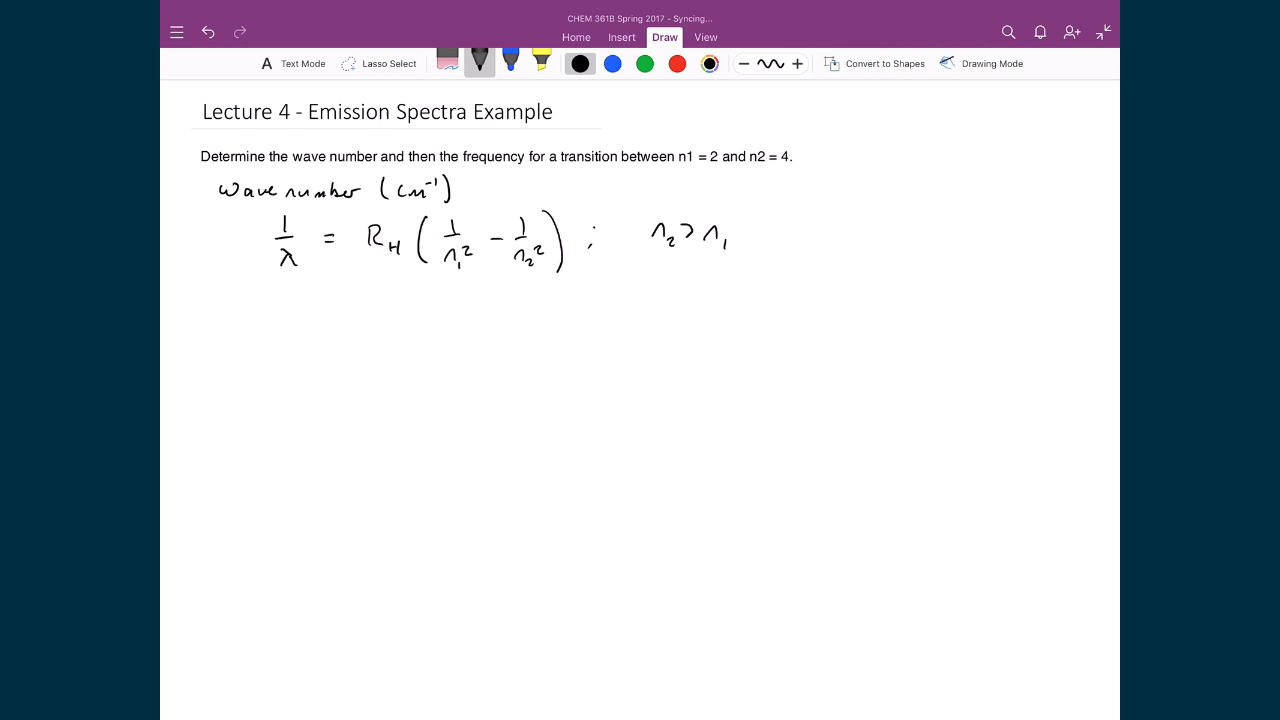 CHEM 361B Spring 2017 - Syncing...
Home Insert Draw View
A Text Mode Lasso Select Convert to Shapes Drawing Mode
Lecture 4 - Emission Spectra Example
Determine the wave number and then the frequency for a transition between n1 = 2 and n2 = 4.
Wave number (cm⁻¹)
1/λ = R_H (1/n₁² - 1/n₂²) ; n₂ > n₁